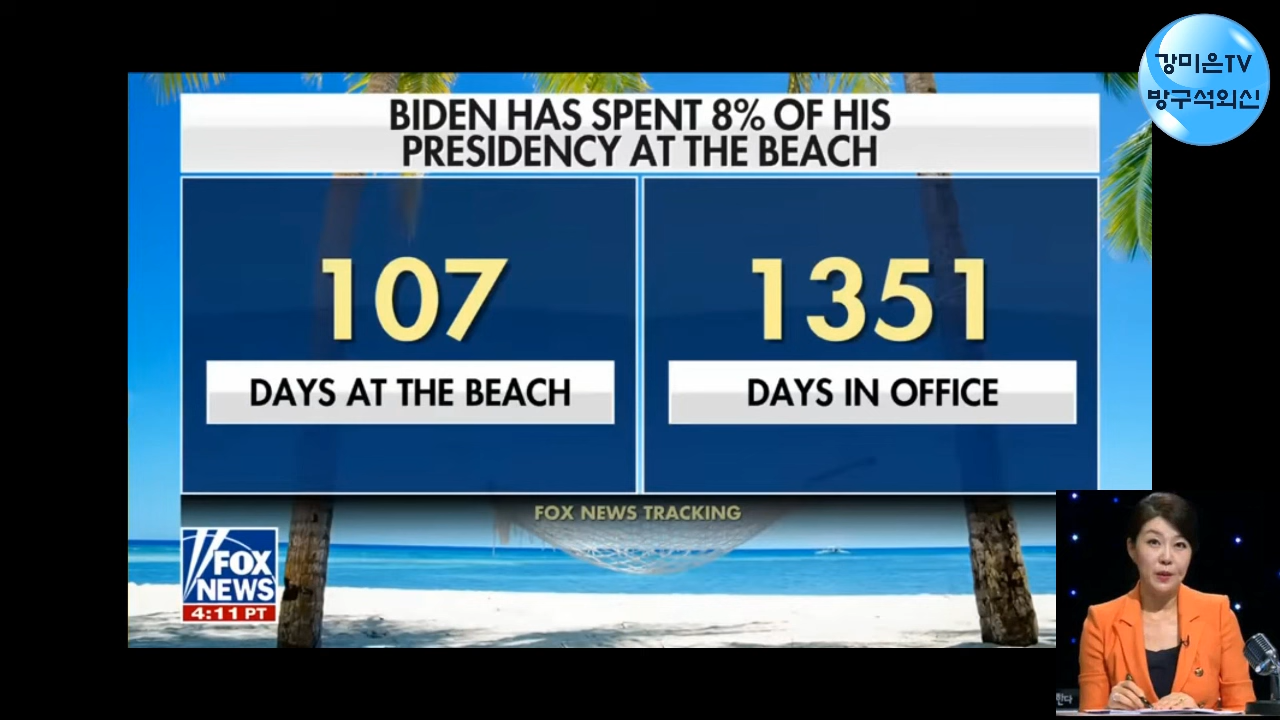 강미은TV
방구석외신
BIDEN HAS SPENT 8% OF HIS
PRESIDENCY AT THE BEACH
107
DAYS AT THE BEACH
1351
DAYS IN OFFICE
FOX NEWS TRACKING
FOX
NEWS
4:11 PT